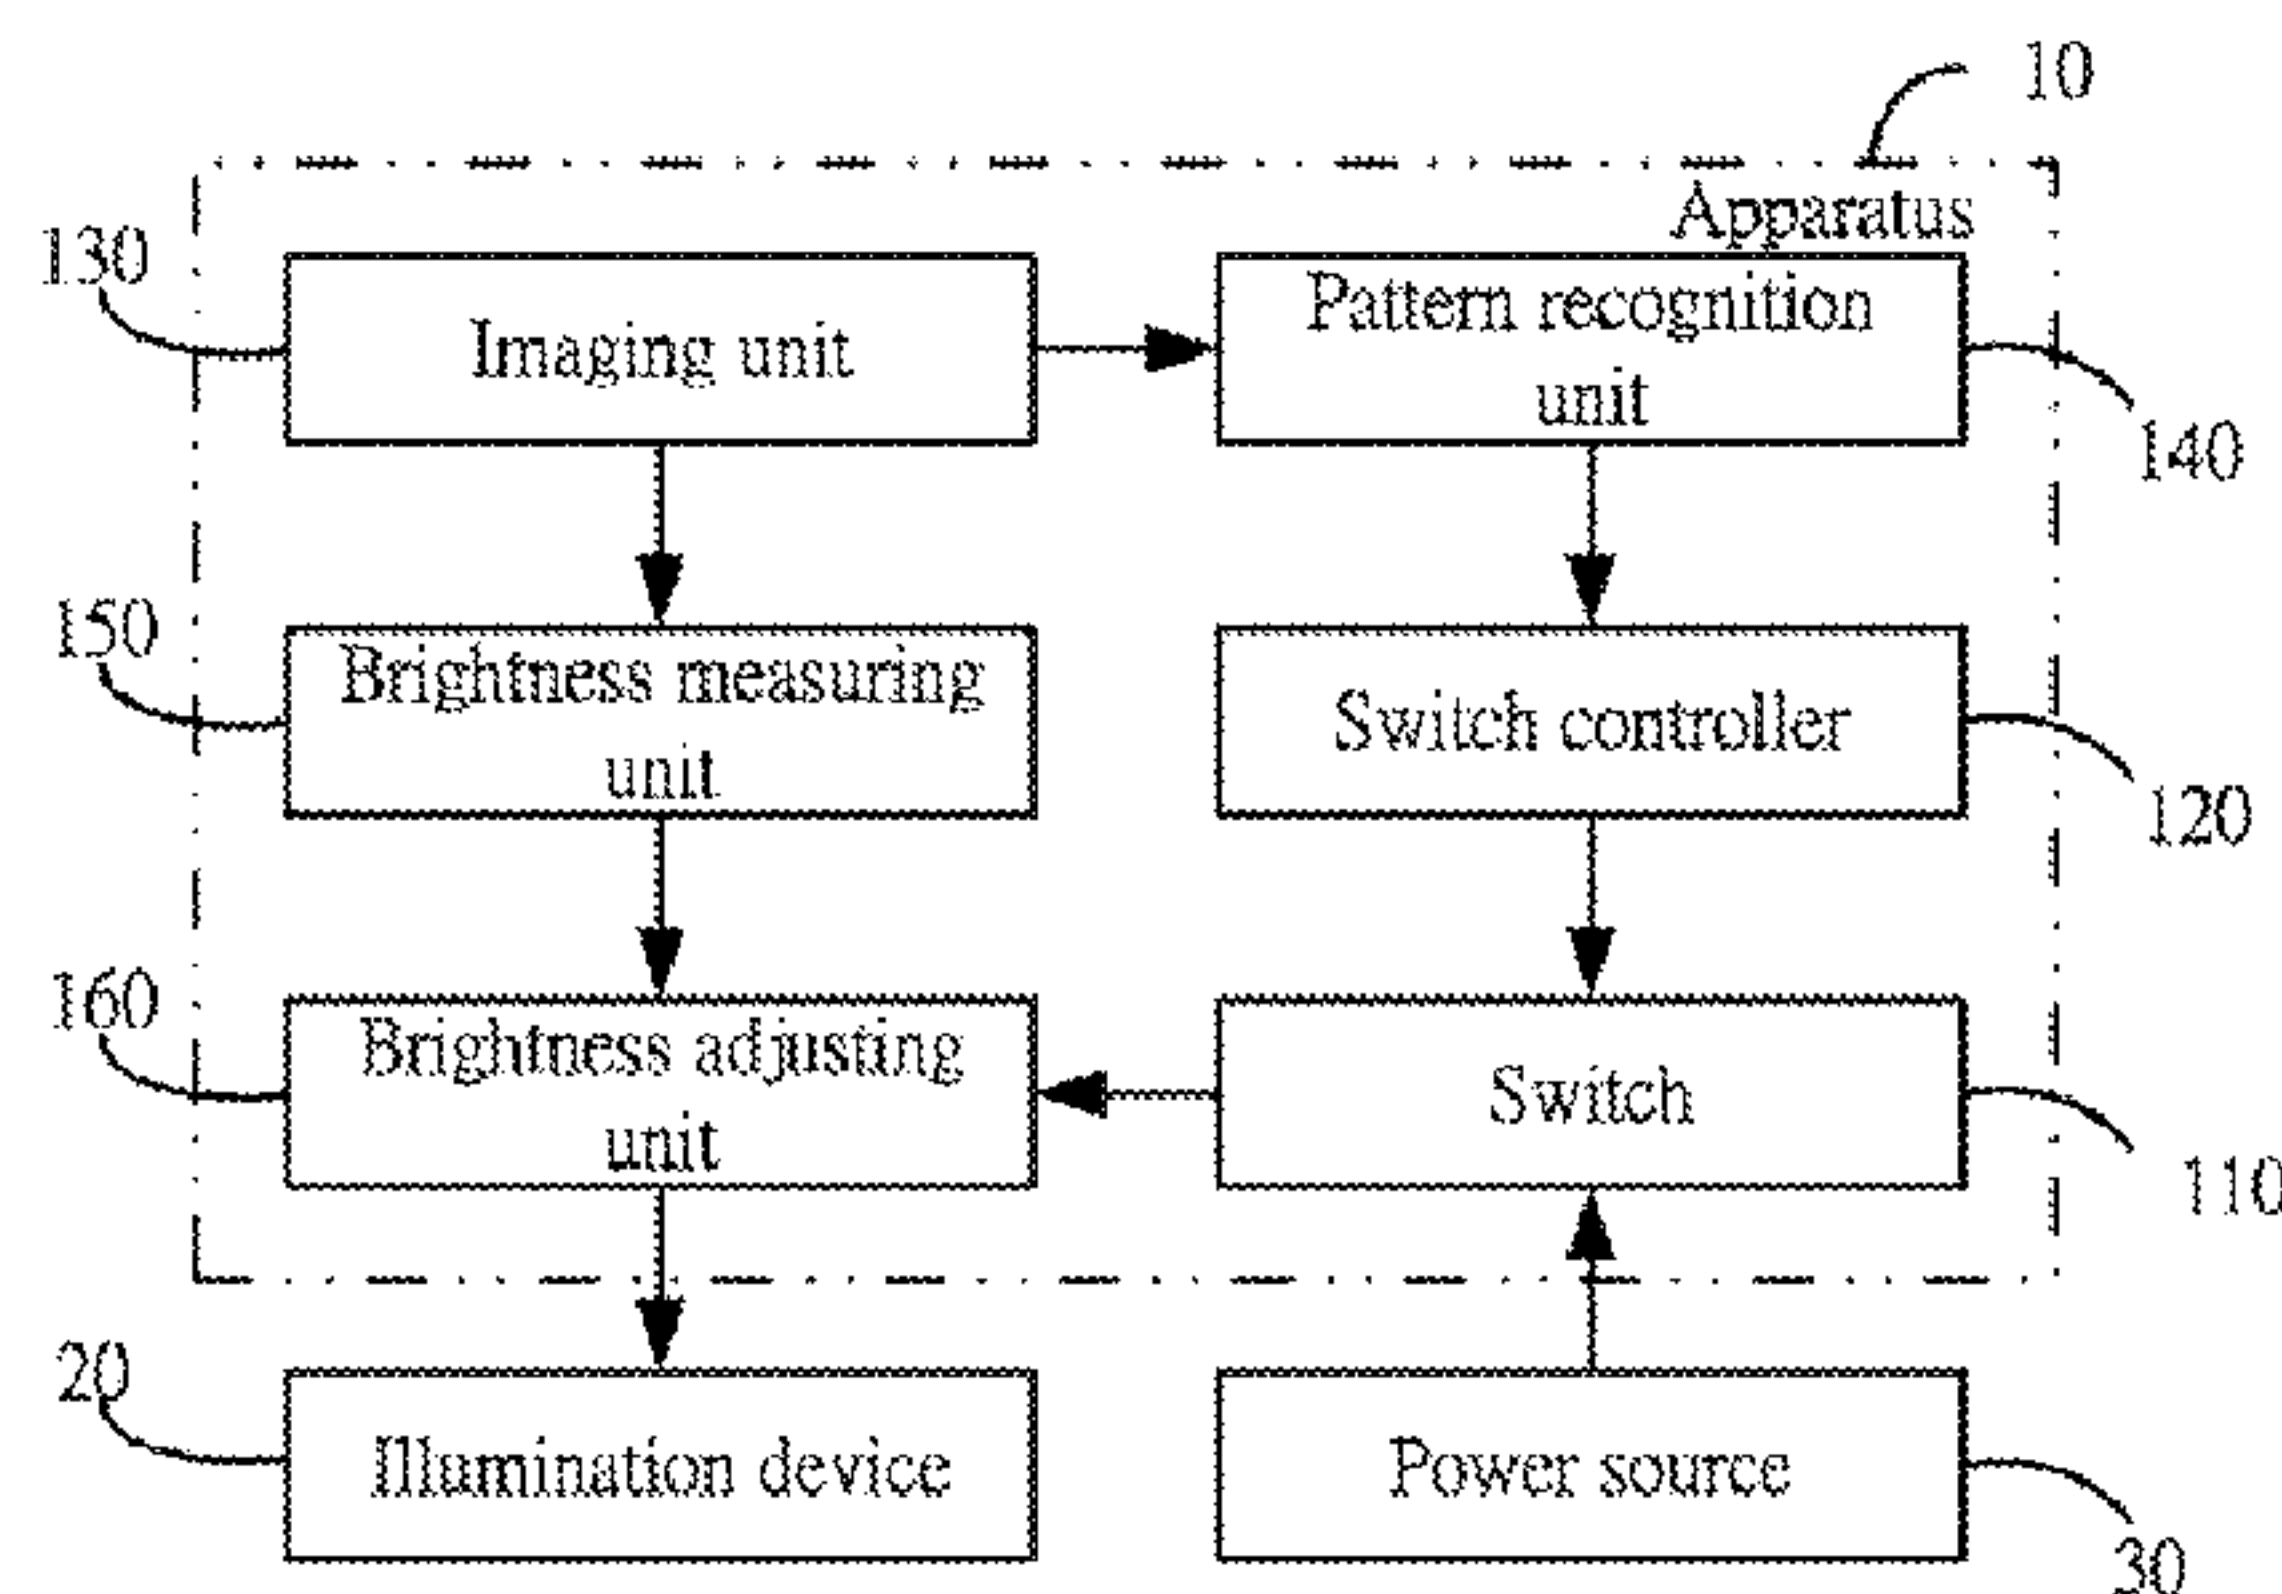 10
Apparatus
130
Imaging unit
Pattern recognition
unit
140
150
Brightness measuring
unit
Switch controller
120
160
Brightness adjusting
unit
Switch
110
20
Illumination device
Power source
30